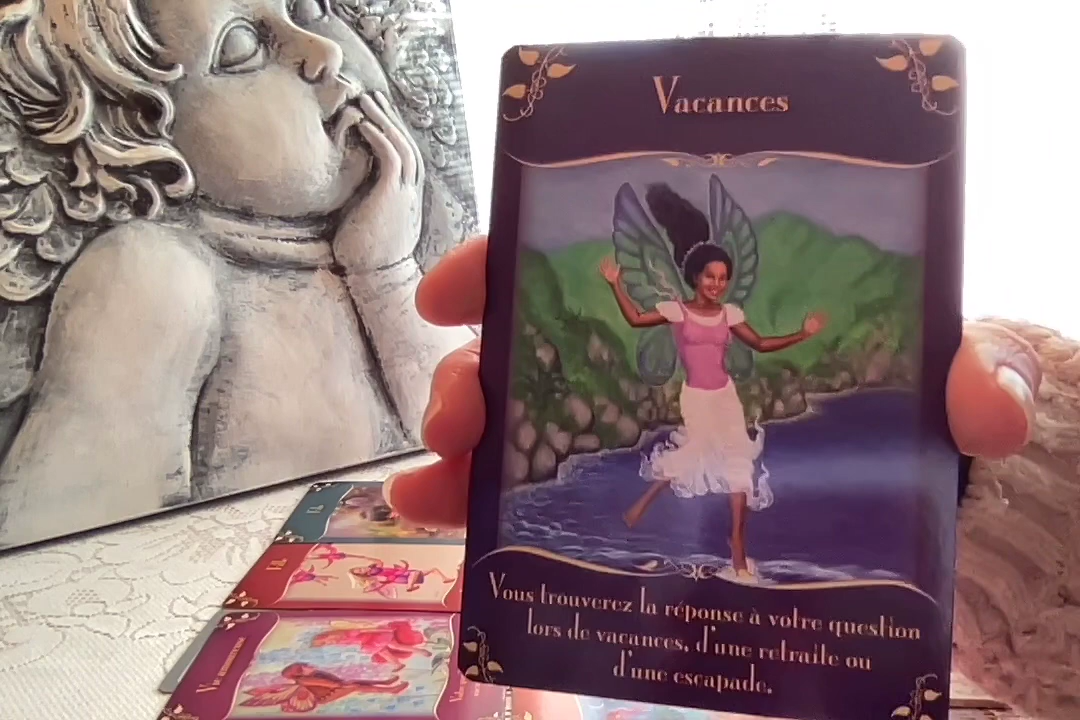 Vacances
Vous trouverez la réponse à votre question
lors de vacances, d'une retraite ou
d'une escapade.